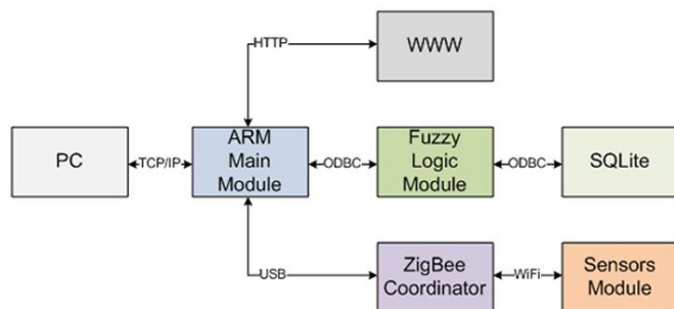 HTTP
WWW
PC
TCP/IP
ARM
Main
Module
ODBC
Fuzzy
Logic
Module
ODBC
SQLite
USB
ZigBee
Coordinator
WiFi
Sensors
Module